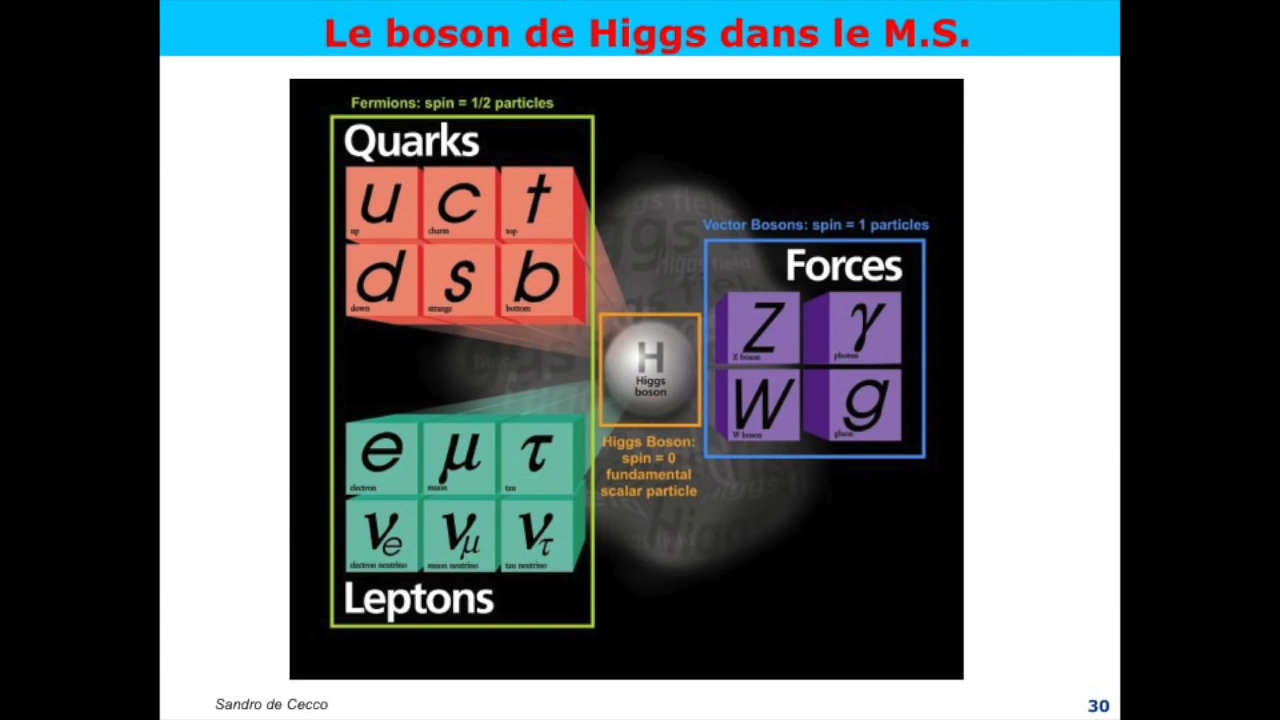 Le boson de Higgs dans le M.S.
Fermions: spin = 1/2 particles
Quarks
u c t
up charm top
d s b
down strange bottom
Vector Bosons: spin = 1 particles
Forces
Z γ
Z boson photon
W g
W boson gluon
H
Higgs
boson
Higgs Boson:
spin = 0
fundamental
scalar particle
e μ τ
electron muon tau
νe νμ ντ
electron neutrino muon neutrino tau neutrino
Leptons
Higgs field
Sandro de Cecco
30